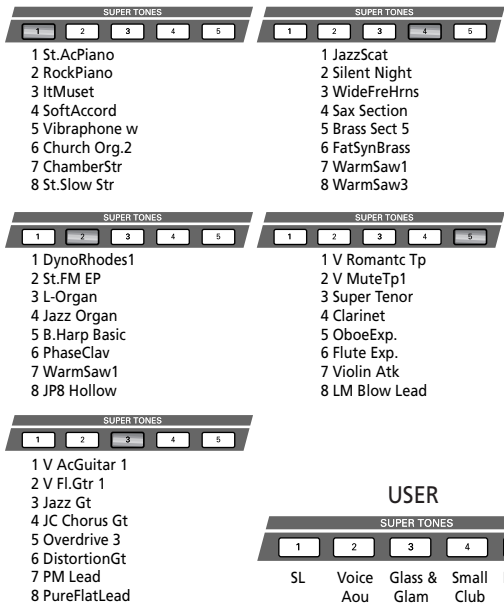 SUPER TONES
1 2 3 4 5
1 St.AcPiano
2 RockPiano
3 ItMuset
4 SoftAccord
5 Vibraphone w
6 Church Org.2
7 ChamberStr
8 St.Slow Str
SUPER TONES
1 2 3 4 5
1 JazzScat
2 Silent Night
3 WideFreHrns
4 Sax Section
5 Brass Sect 5
6 FatSynBrass
7 WarmSaw1
8 WarmSaw3
SUPER TONES
1 2 3 4 5
1 DynoRhodes1
2 St.FM EP
3 L-Organ
4 Jazz Organ
5 B.Harp Basic
6 PhaseClav
7 WarmSaw1
8 JP8 Hollow
SUPER TONES
1 2 3 4 5
1 V Romantc Tp
2 V MuteTp1
3 Super Tenor
4 Clarinet
5 OboeExp.
6 Flute Exp.
7 Violin Atk
8 LM Blow Lead
SUPER TONES
1 2 3 4 5
1 V AcGuitar 1
2 V Fl.Gtr 1
3 Jazz Gt
4 JC Chorus Gt
5 Overdrive 3
6 DistortionGt
7 PM Lead
8 PureFlatLead
USER
SUPER TONES
1 2 3 4
SL Voice Glass & Small
Aou Glam Club